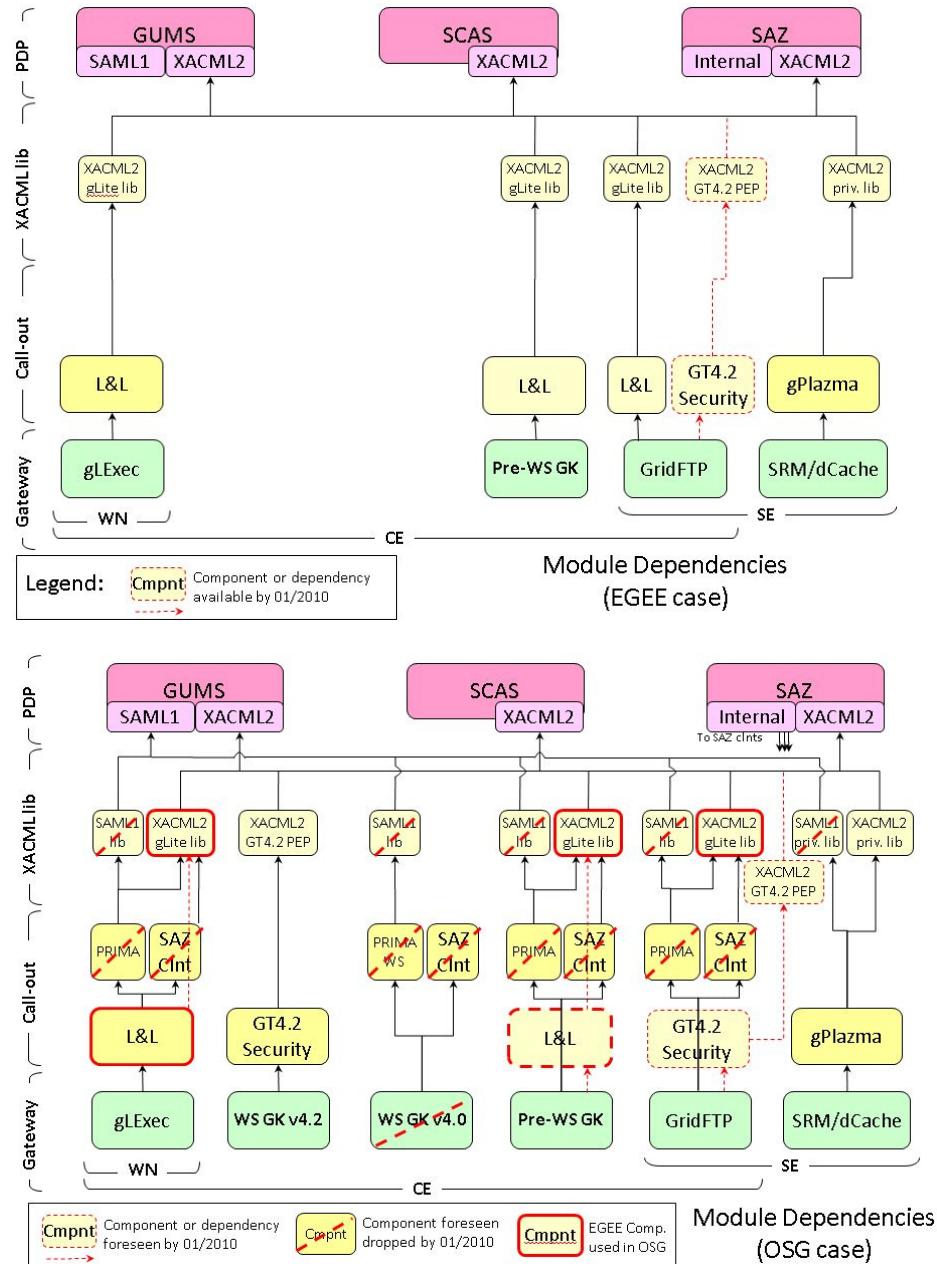 PDP
GUMS
SAML1 XACML2
SCAS
XACML2
SAZ
Internal XACML2
XACML lib
XACML2
gLite lib
XACML2
gLite lib
XACML2
gLite lib
XACML2
GT4.2 PEP
XACML2
priv. lib
Call-out
L&L
L&L
L&L
GT4.2
Security
gPlazma
Gateway
gLExec
Pre-WS GK
GridFTP
SRM/dCache
WN
SE
CE
Legend:
Cmpnt
Component or dependency
available by 01/2010
Module Dependencies
(EGEE case)
PDP
GUMS
SAML1 XACML2
SCAS
XACML2
SAZ
Internal XACML2
To SAZ clnts
XACML lib
SAML1
lib
XACML2
gLite lib
XACML2
GT4.2 PEP
SAML1
lib
SAML1
lib
XACML2
gLite lib
SAML1
lib
XACML2
gLite lib
SAML1
priv. lib
XACML2
priv. lib
XACML2
GT4.2 PEP
Call-out
PRIMA
SAZ
Clnt
PRIMA
WS
SAZ
Clnt
PRIMA
SAZ
Clnt
PRIMA
SAZ
Clnt
L&L
GT4.2
Security
L&L
GT4.2
Security
gPlazma
Gateway
gLExec
WS GK v4.2
WS GK v4.0
Pre-WS GK
GridFTP
SRM/dCache
WN
SE
CE
Cmpnt
Component or dependency
foreseen by 01/2010
Cmpnt
Component foreseen
dropped by 01/2010
Cmpnt
EGEE Comp.
used in OSG
Module Dependencies
(OSG case)